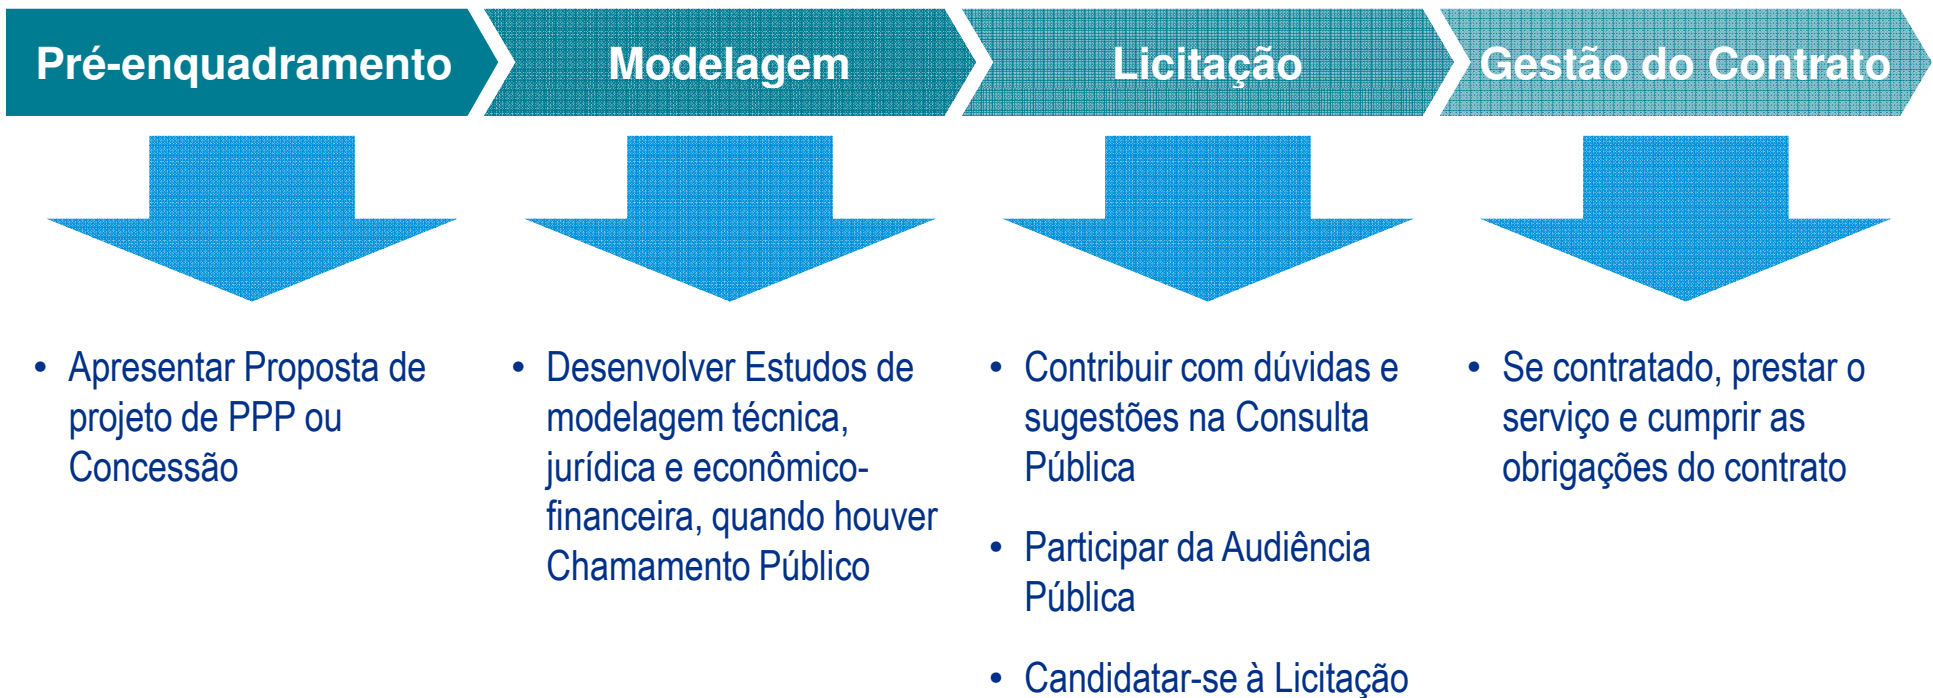 Pré-enquadramento
Modelagem
Licitação
Gestão do Contrato
• Apresentar Proposta de
projeto de PPP ou
Concessão
• Desenvolver Estudos de
modelagem técnica,
jurídica e econômico-
financeira, quando houver
Chamamento Público
• Contribuir com dúvidas e
sugestões na Consulta
Pública
• Participar da Audiência
Pública
• Candidatar-se à Licitação
• Se contratado, prestar o
serviço e cumprir as
obrigações do contrato